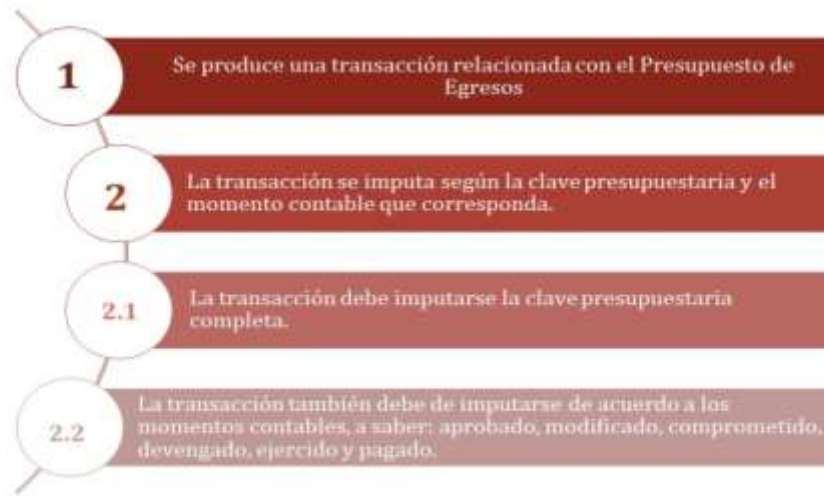 1
Se produce una transacción relacionada con el Presupuesto de
Egresos
2
La transacción se imputa según la clave presupuestaria y el
momento contable que corresponda.
2.1
La transacción debe imputarse la clave presupuestaria
completa.
2.2
La transacción también debe de imputarse de acuerdo a los
momentos contables, a saber: aprobado, modificado, comprometido,
devengado, ejercido y pagado.